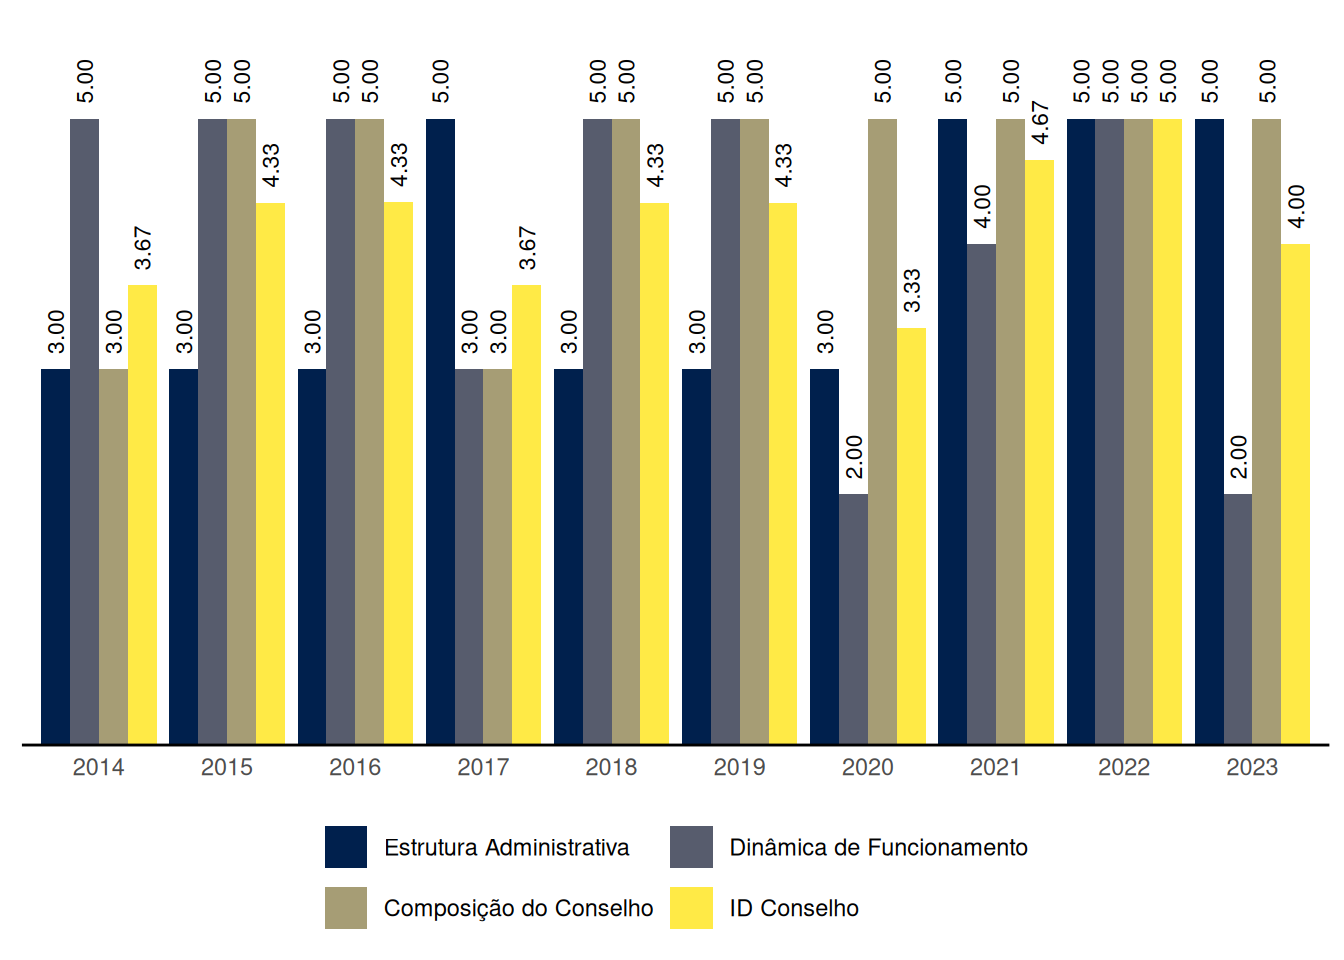 3.00 5.00 3.00 3.67 3.00 5.00 5.00 4.33 3.00 5.00 5.00 4.33 5.00 3.00 3.00 3.67 3.00 5.00 5.00 4.33 3.00 5.00 5.00 4.33 3.00 2.00 5.00 3.33 5.00 4.00 5.00 4.67 5.00 5.00 5.00 5.00 5.00 2.00 5.00 4.00
2014 2015 2016 2017 2018 2019 2020 2021 2022 2023
Estrutura Administrativa Dinâmica de Funcionamento
Composição do Conselho ID Conselho